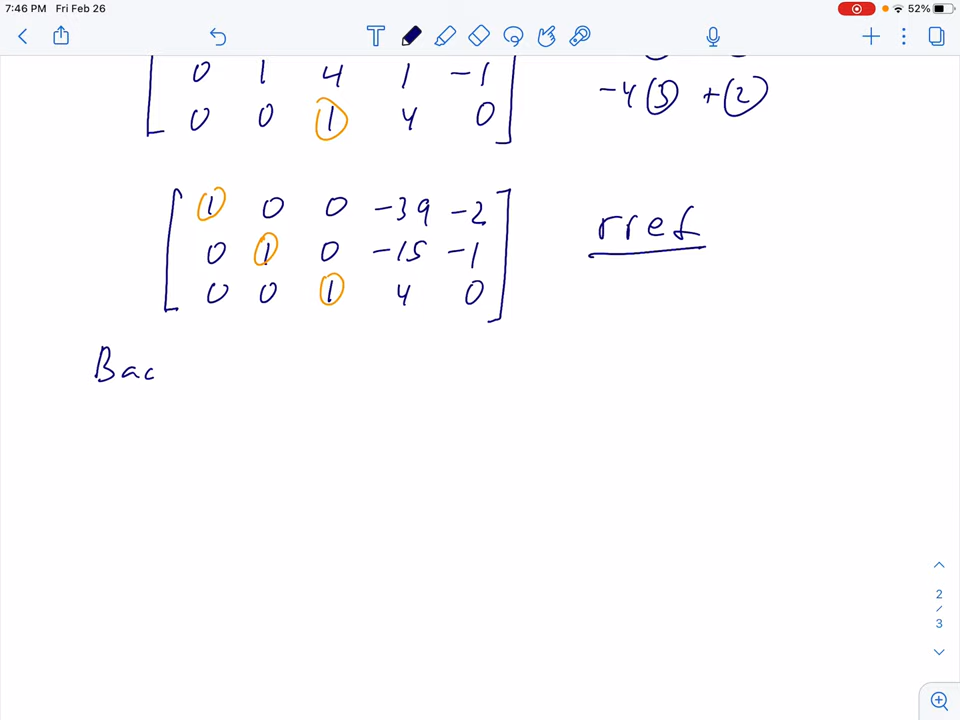 7:46 PM Fri Feb 26 52%
0 1 4 1 -1
-4(3) + (2)
0 0 1 4 0
1 0 0 -39 -2
rref
0 1 0 -15 -1
0 0 1 4 0
Bac
2
/
3